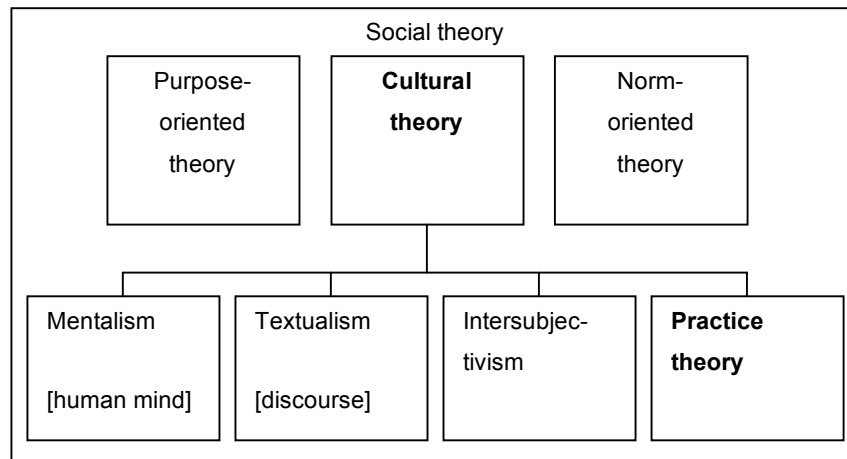 Social theory
Purpose-
oriented
theory
Cultural
theory
Norm-
oriented
theory
Mentalism
[human mind]
Textualism
[discourse]
Intersubjec-
tivism
Practice
theory